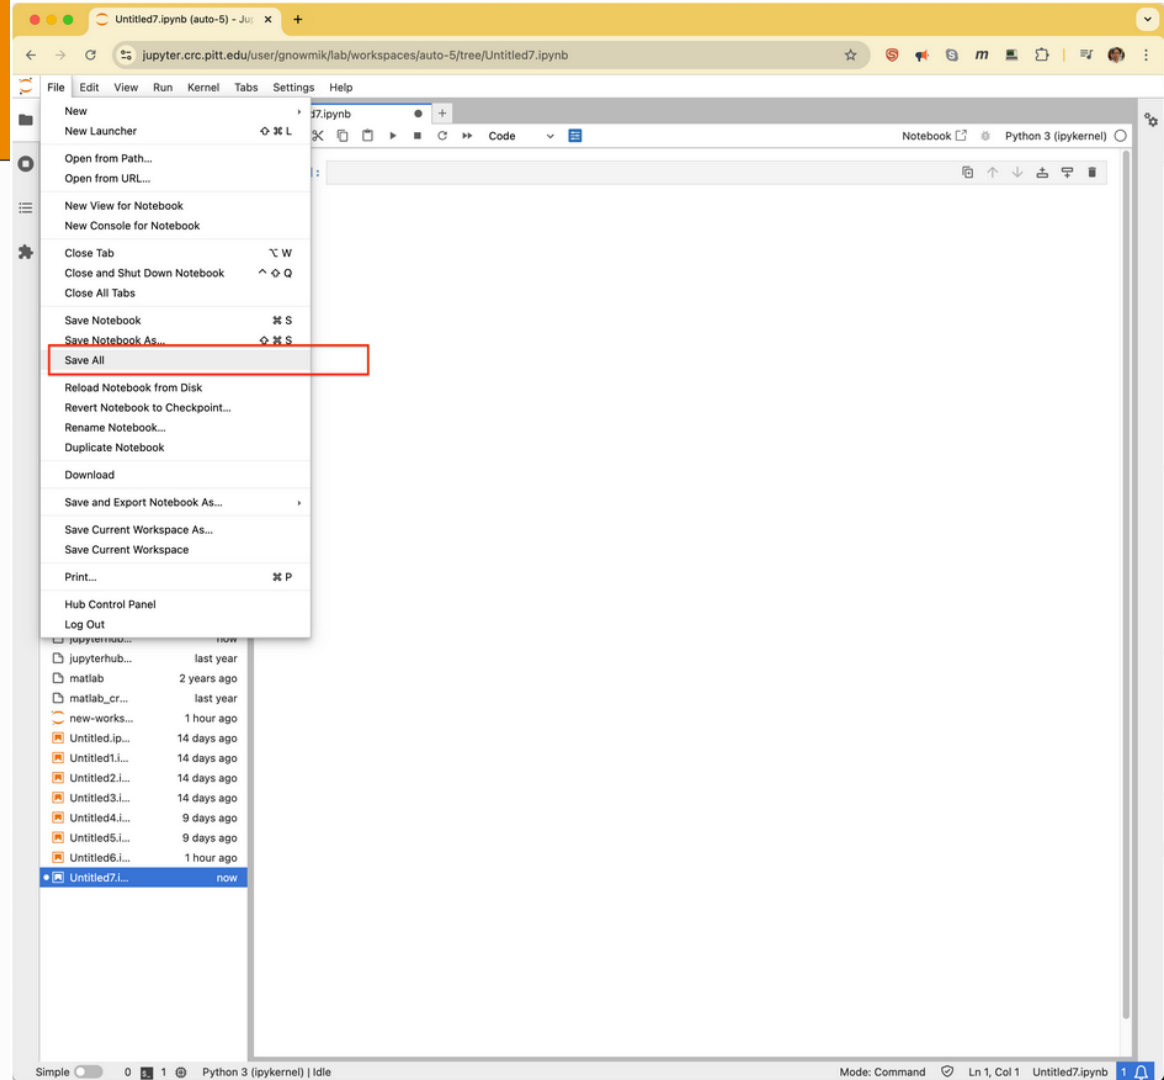 Untitled7.ipynb (auto-5) - Ju
jupyter.crc.pitt.edu/user/gnowmik/lab/workspaces/auto-5/tree/Untitled7.ipynb
File Edit View Run Kernel Tabs Settings Help
New
d7.ipynb
New Launcher ⇧ ⌘ L
Code
Notebook
Python 3 (ipykernel)
Open from Path...
Open from URL...
New View for Notebook
New Console for Notebook
Close Tab ⌥ W
Close and Shut Down Notebook ^ ⇧ Q
Close All Tabs
Save Notebook ⌘ S
Save Notebook As... ⇧ ⌘ S
Save All
Reload Notebook from Disk
Revert Notebook to Checkpoint...
Rename Notebook...
Duplicate Notebook
Download
Save and Export Notebook As...
Save Current Workspace As...
Save Current Workspace
Print... ⌘ P
Hub Control Panel
Log Out
jupyterhub... now
jupyterhub... last year
matlab 2 years ago
matlab_cr... last year
new-works... 1 hour ago
Untitled.ip... 14 days ago
Untitled1.i... 14 days ago
Untitled2.i... 14 days ago
Untitled3.i... 14 days ago
Untitled4.i... 9 days ago
Untitled5.i... 9 days ago
Untitled6.i... 1 hour ago
Untitled7.i... now
Simple 0 1 Python 3 (ipykernel) | Idle Mode: Command Ln 1, Col 1 Untitled7.ipynb 1